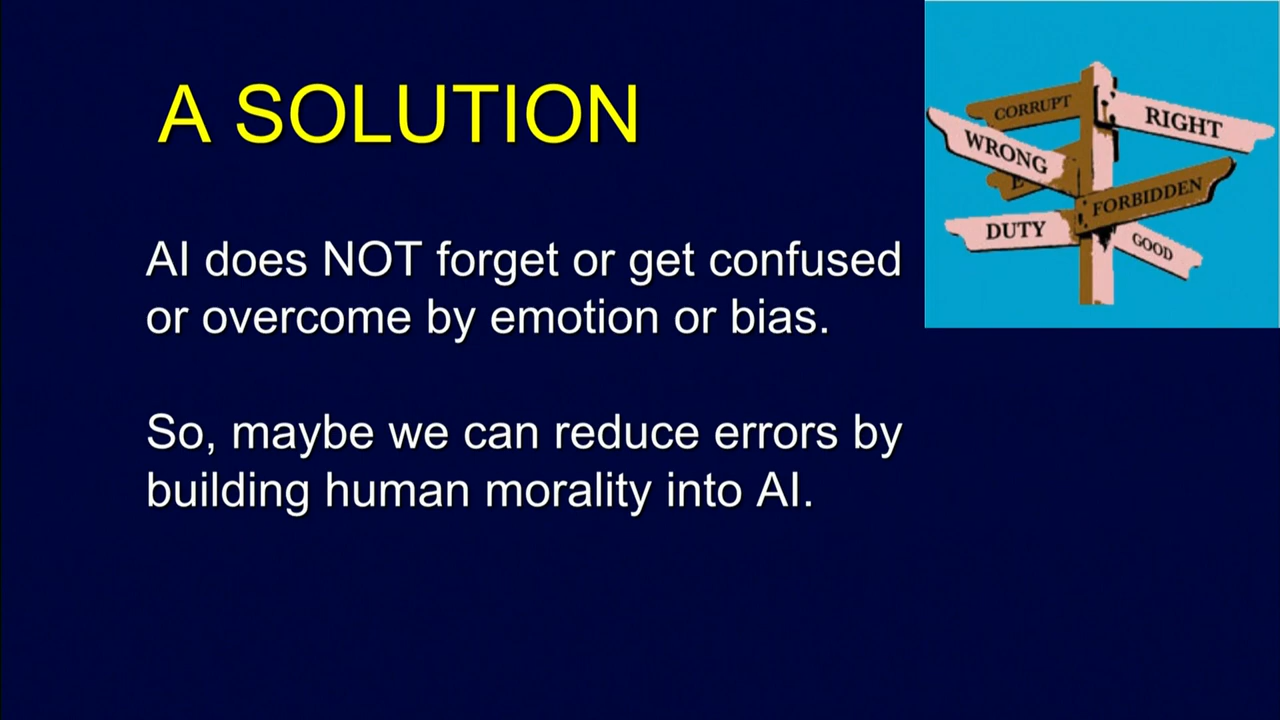 A SOLUTION
AI does NOT forget or get confused
or overcome by emotion or bias.
So, maybe we can reduce errors by
building human morality into AI.
CORRUPT
RIGHT
WRONG
FORBIDDEN
DUTY
GOOD